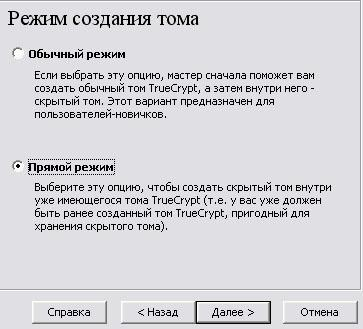 Режим создания тома
Обычный режим
Если выбрать эту опцию, мастер сначала поможет вам
создать обычный том TrueCrypt, а затем внутри него -
скрытый том. Этот вариант предназначен для
пользователей-новичков.
Прямой режим
Выберите эту опцию, чтобы создать скрытый том внутри
уже имеющегося тома TrueCrypt (т.е. у вас уже должен
быть ранее созданный том TrueCrypt, пригодный для
хранения скрытого тома).
Справка < Назад Далее > Отмена